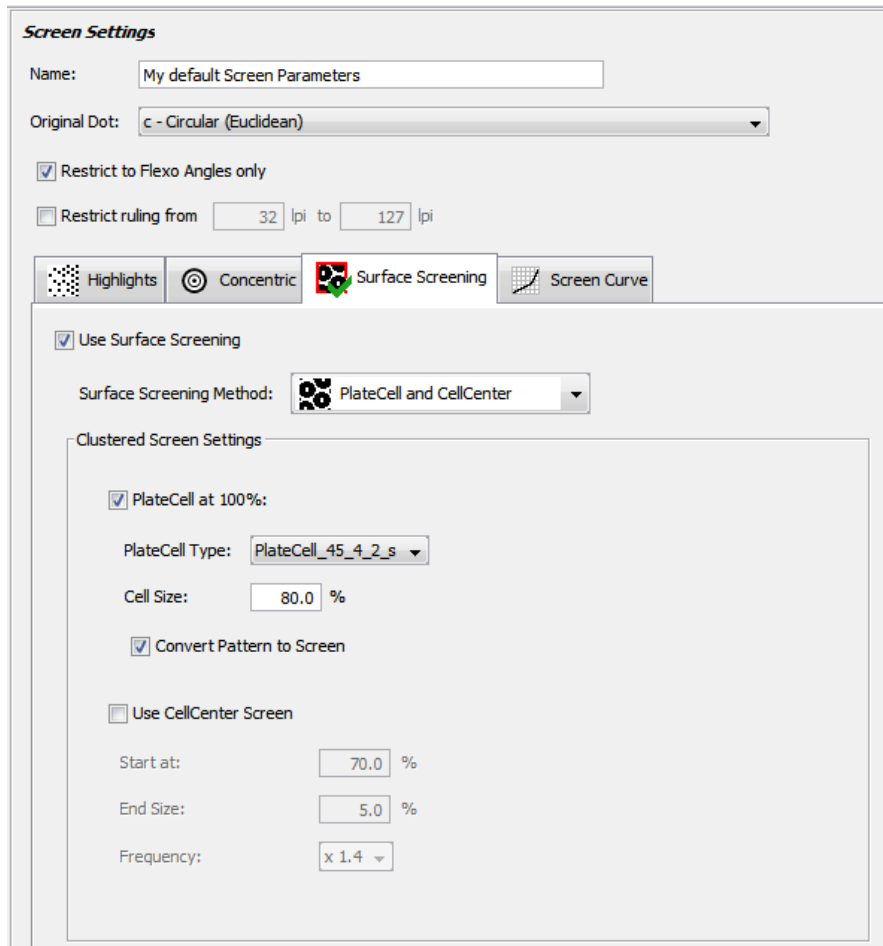 Screen Settings
Name: My default Screen Parameters
Original Dot: c - Circular (Euclidean)
Restrict to Flexo Angles only
Restrict ruling from 32 lpi to 127 lpi
Highlights Concentric Surface Screening Screen Curve
Use Surface Screening
Surface Screening Method: PlateCell and CellCenter
Clustered Screen Settings
PlateCell at 100%:
PlateCell Type: PlateCell_45_4_2_s
Cell Size: 80.0 %
Convert Pattern to Screen
Use CellCenter Screen
Start at: 70.0 %
End Size: 5.0 %
Frequency: x 1.4